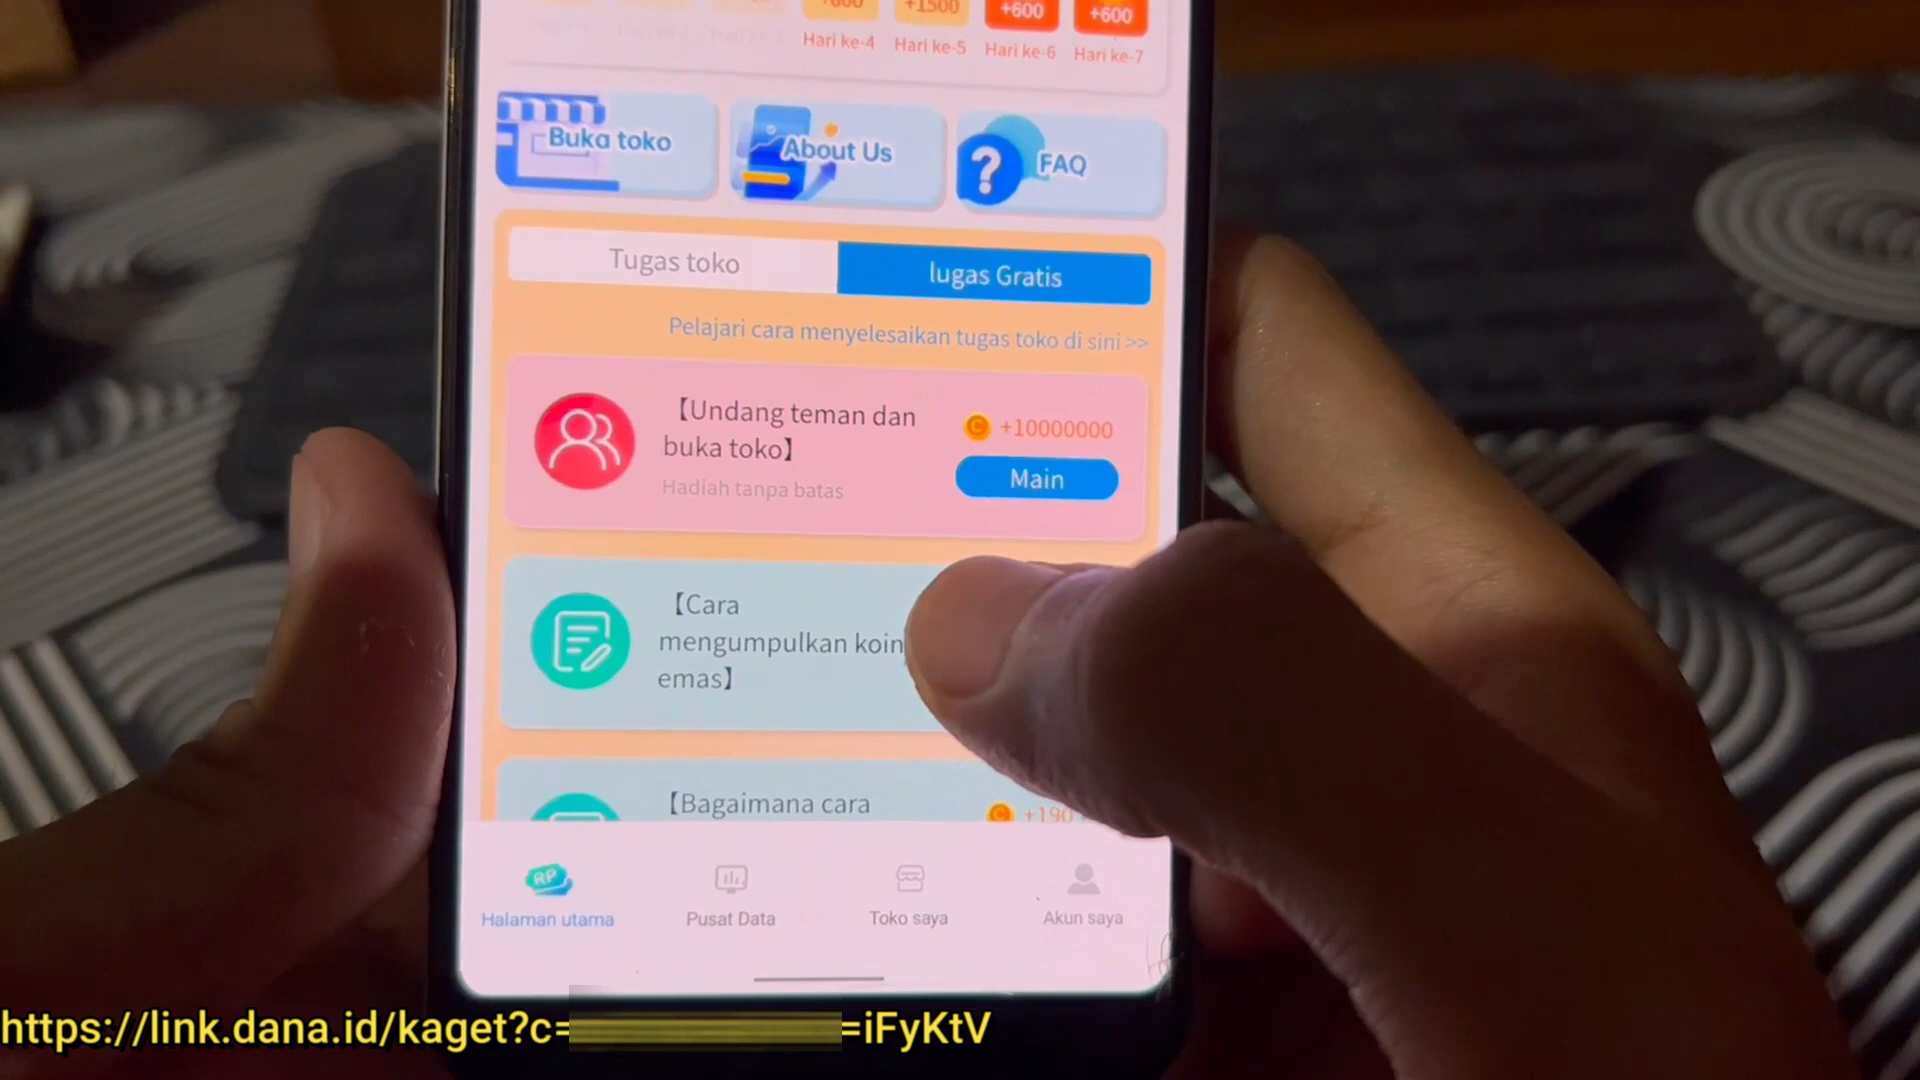 +600
+1500
+600
+600
Hari ke-4
Hari ke-5
Hari ke-6
Hari ke-7
Buka toko
About Us
?
FAQ
Tugas toko
lugas Gratis
Pelajari cara menyelesaikan tugas toko di sini >>
【Undang teman dan
buka toko】
Hadiah tanpa batas
+10000000
Main
【Cara
mengumpulkan koin
emas】
【Bagaimana cara
+190
RP
Halaman utama
Pusat Data
Toko saya
Akun saya
https://link.dana.id/kaget?c=
=iFyKtV